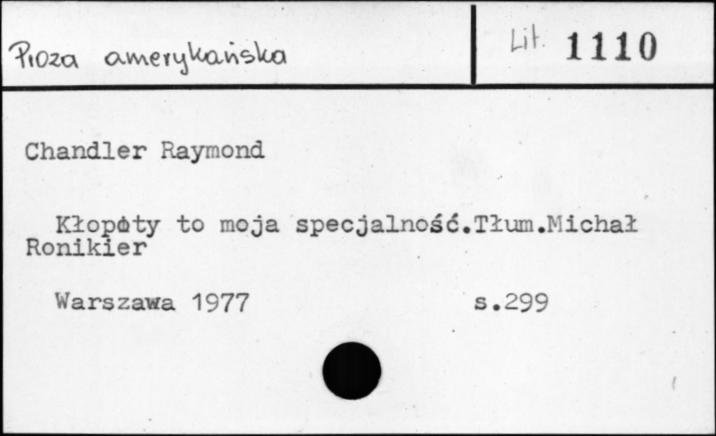 Proza amerykańska
Lit. 1110
Chandler Raymond
Kłopoty to moja specjalność.Tłum.Michał
Ronikier
Warszawa 1977 s.299